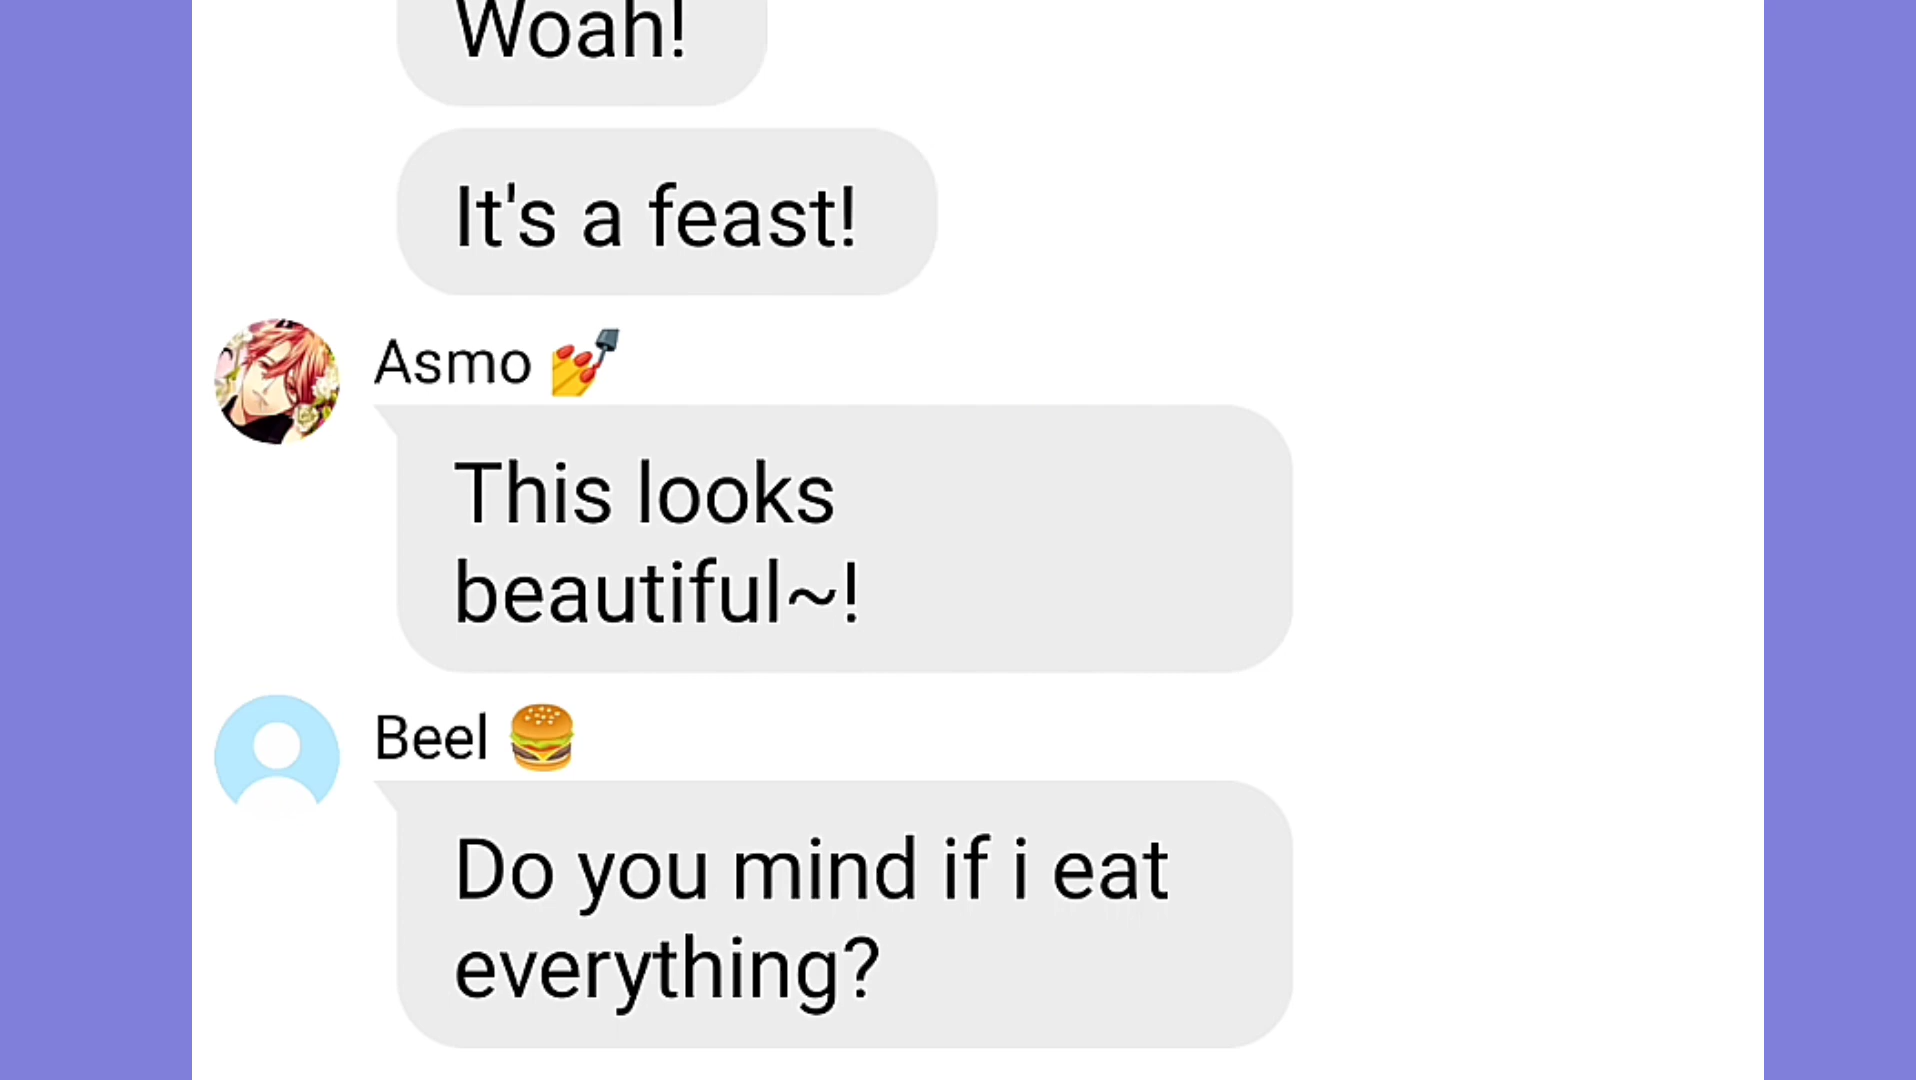 Woah!
It's a feast!
Asmo 💅
This looks
beautiful~!
Beel 🍔
Do you mind if i eat
everything?